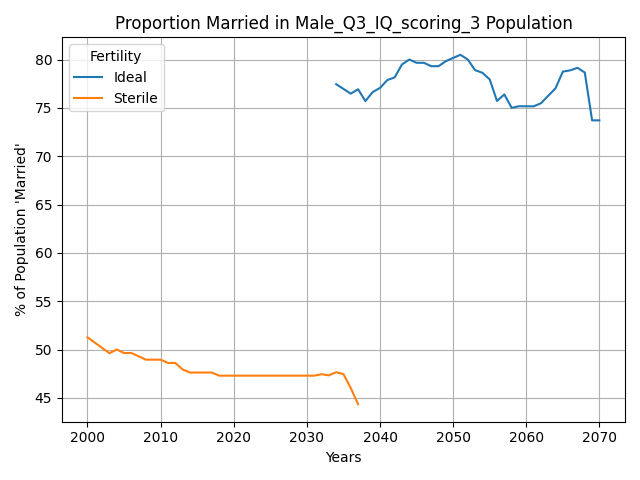 Proportion Married in Male_Q3_IQ_scoring_3 Population
Fertility
Ideal
Sterile
% of Population 'Married'
80
75
70
65
60
55
50
45
2000 2010 2020 2030 2040 2050 2060 2070
Years